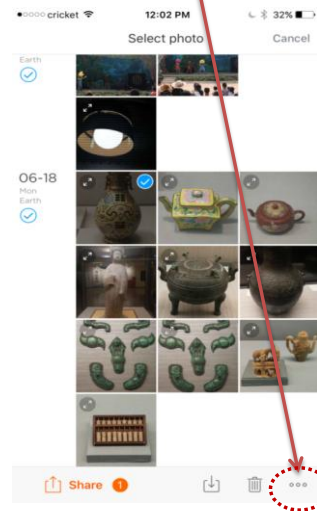 cricket 12:02 PM 32%
Select photo Cancel
Earth
06-18
Mon
Earth
Share 1